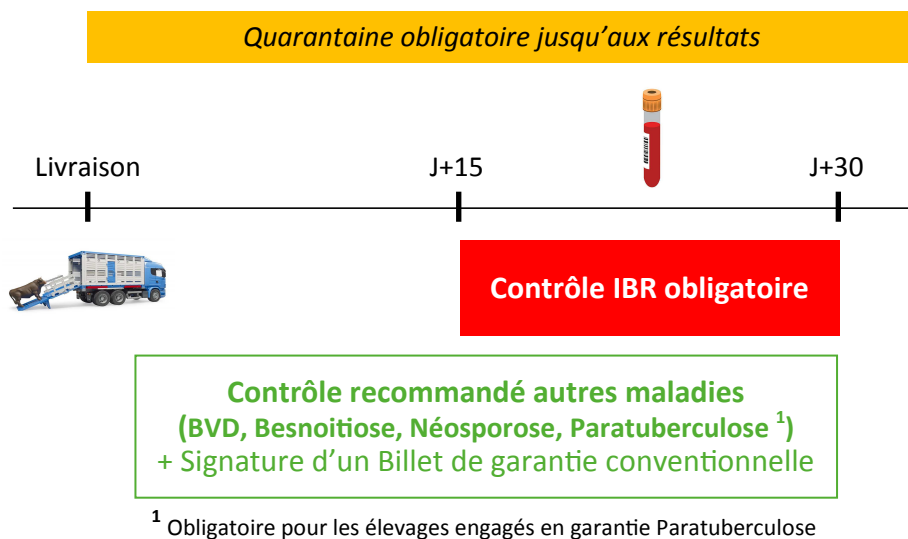 Quarantaine obligatoire jusqu’aux résultats
Livraison J+15 J+30
Contrôle IBR obligatoire
Contrôle recommandé autres maladies
(BVD, Besnoitiose, Néosporose, Paratuberculose ¹)
+ Signature d’un Billet de garantie conventionnelle
¹ Obligatoire pour les élevages engagés en garantie Paratuberculose